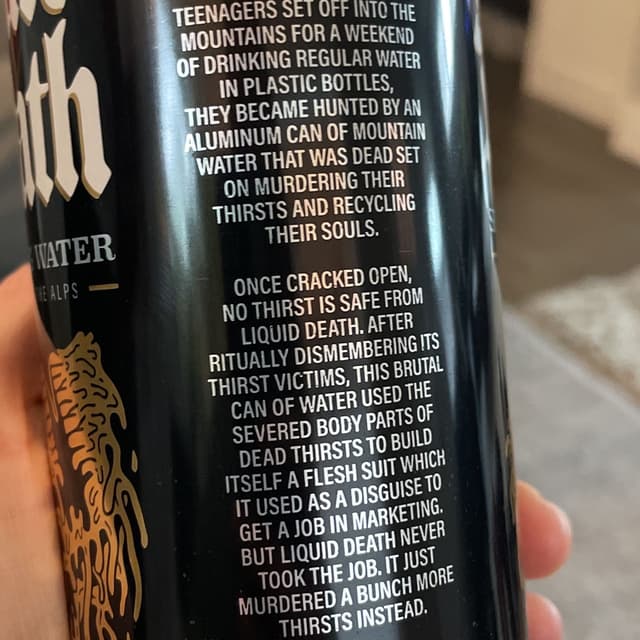 TEENAGERS SET OFF INTO THE
MOUNTAINS FOR A WEEKEND
OF DRINKING REGULAR WATER
IN PLASTIC BOTTLES,
THEY BECAME HUNTED BY AN
ALUMINUM CAN OF MOUNTAIN
WATER THAT WAS DEAD SET
ON MURDERING THEIR
THIRSTS AND RECYCLING
THEIR SOULS.
ONCE CRACKED OPEN,
NO THIRST IS SAFE FROM
LIQUID DEATH. AFTER
RITUALLY DISMEMBERING ITS
THIRST VICTIMS, THIS BRUTAL
CAN OF WATER USED THE
SEVERED BODY PARTS OF
DEAD THIRSTS TO BUILD
ITSELF A FLESH SUIT WHICH
IT USED AS A DISGUISE TO
GET A JOB IN MARKETING.
BUT LIQUID DEATH NEVER
TOOK THE JOB. IT JUST
MURDERED A BUNCH MORE
THIRSTS INSTEAD.
ath
WATER
ALPS